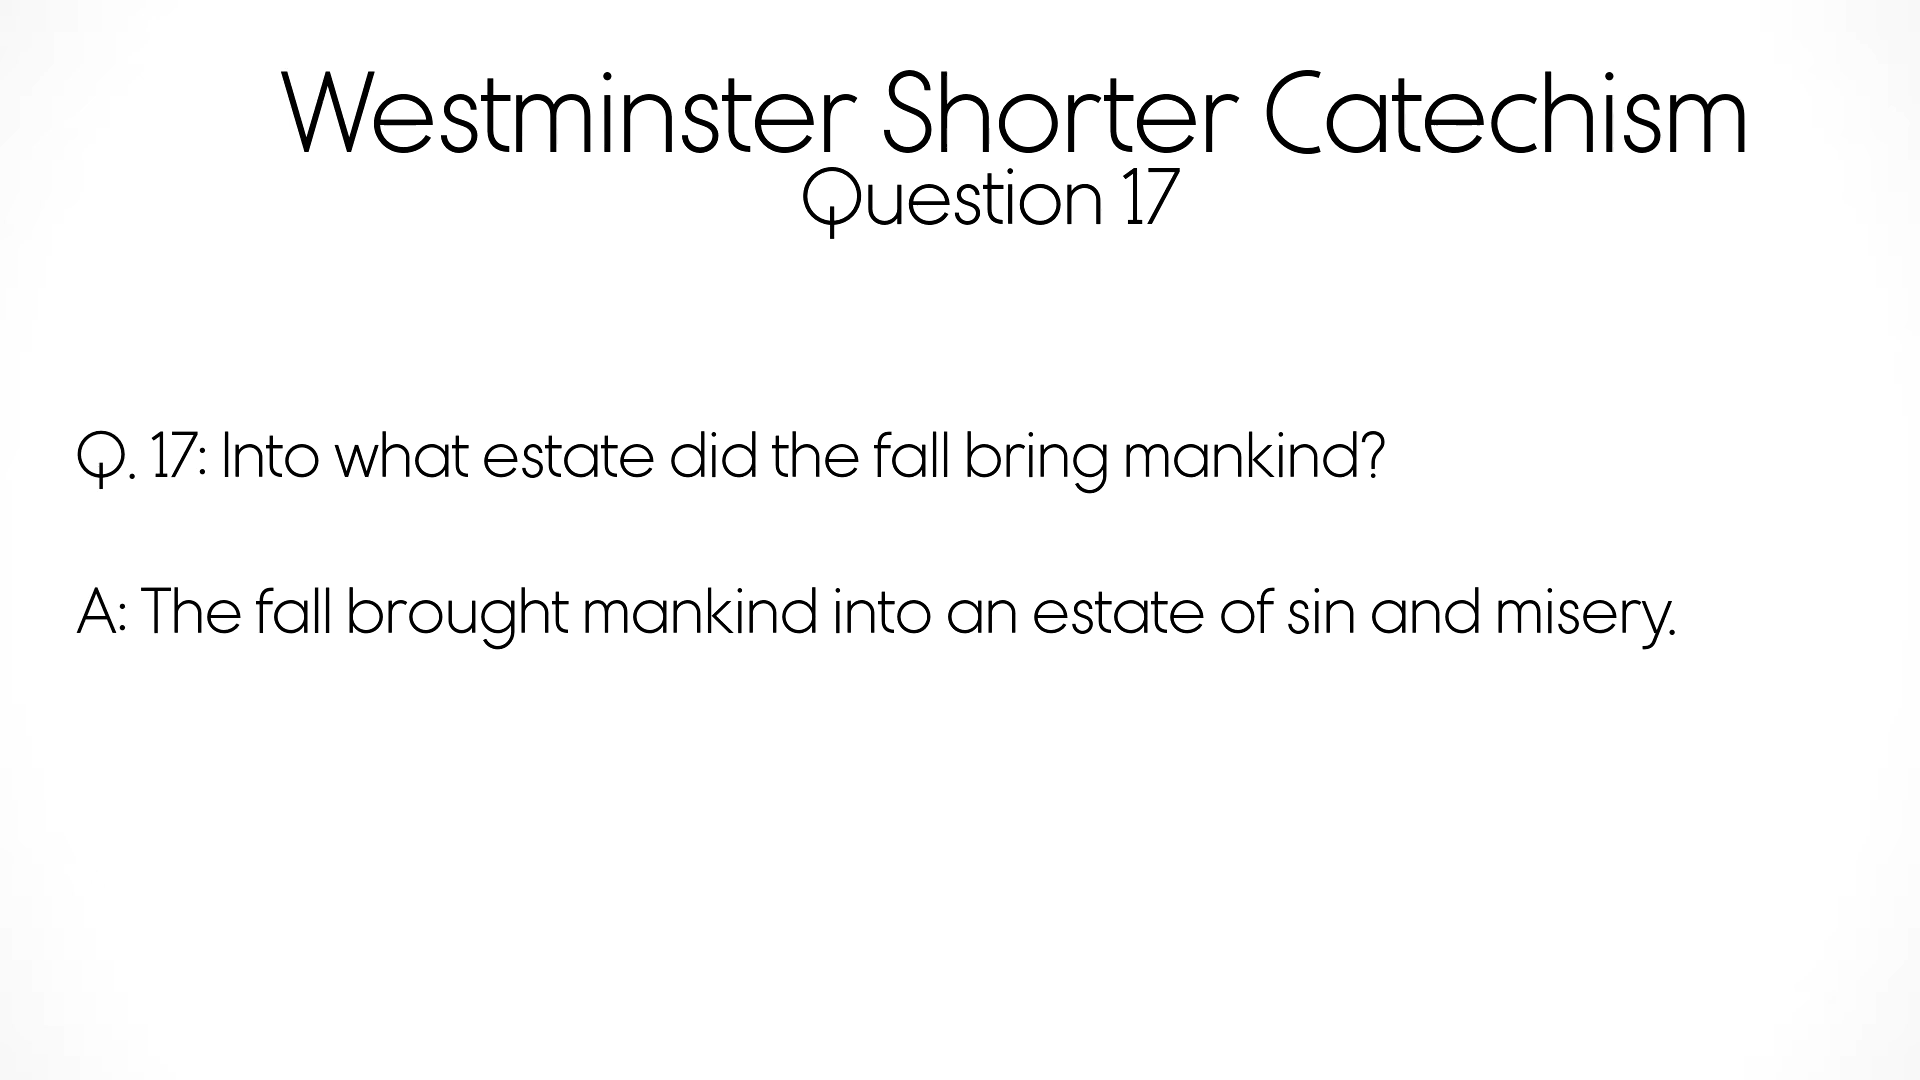 Westminster Shorter Catechism
Question 17
Q. 17: Into what estate did the fall bring mankind?
A: The fall brought mankind into an estate of sin and misery.